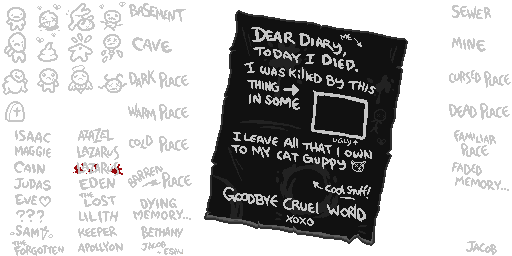 BASEMENT
CAVE
DARK PLACE
WARM PLACE
COLD PLACE
BARREN PLACE
DYING
MEMORY...
ISAAC
MAGGIE
CAIN
JUDAS
EVE♡
???
SAM
THE
FORGOTTEN
AZAZEL
LAZARUS
EDEN
THE
LOST
LILITH
KEEPER
APOLLYON
BETHANY
JACOB
+ESAU
ME
DEAR DIARY,
TODAY I DIED.
I WAS KILLED BY THIS
THING →
IN SOME
UGLY↑
I LEAVE ALL THAT I OWN
TO MY CAT GUPPY
COOL STUFF!
GOODBYE CRUEL WORLD
XOXO
SEWER
MINE
CURSED PLACE
DEAD PLACE
FAMILIAR
PLACE
FADED
MEMORY...
JACOB